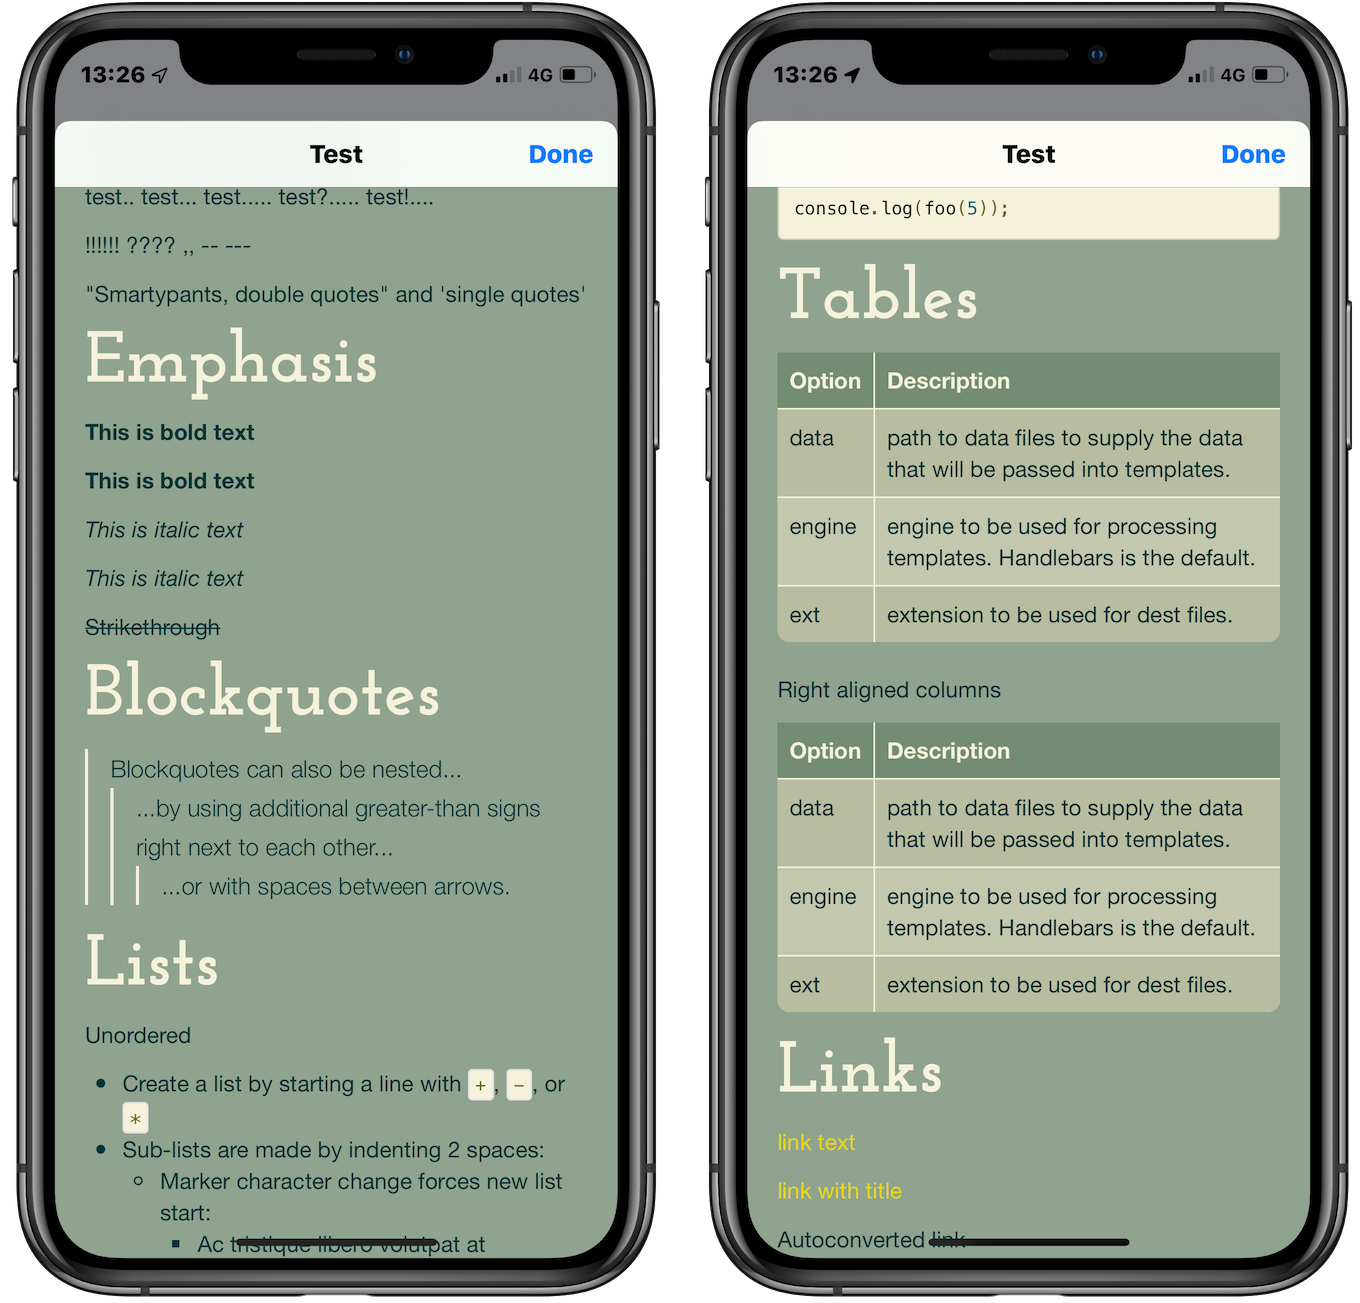 13:26
4G
Test
Done
test.. test... test..... test?..... test!....
!!!!!! ???? ,, -- ---
"Smartypants, double quotes" and 'single quotes'
Emphasis
This is bold text
This is bold text
This is italic text
This is italic text
Strikethrough
Blockquotes
Blockquotes can also be nested...
...by using additional greater-than signs
right next to each other...
...or with spaces between arrows.
Lists
Unordered
• Create a list by starting a line with +, -, or
*
• Sub-lists are made by indenting 2 spaces:
◦ Marker character change forces new list
start:
▪ Ac tristique libero volutpat at
13:26
4G
Test
Done
console.log(foo(5));
Tables
Option Description
data path to data files to supply the data
that will be passed into templates.
engine engine to be used for processing
templates. Handlebars is the default.
ext extension to be used for dest files.
Right aligned columns
Option Description
data path to data files to supply the data
that will be passed into templates.
engine engine to be used for processing
templates. Handlebars is the default.
ext extension to be used for dest files.
Links
link text
link with title
Autoconverted link